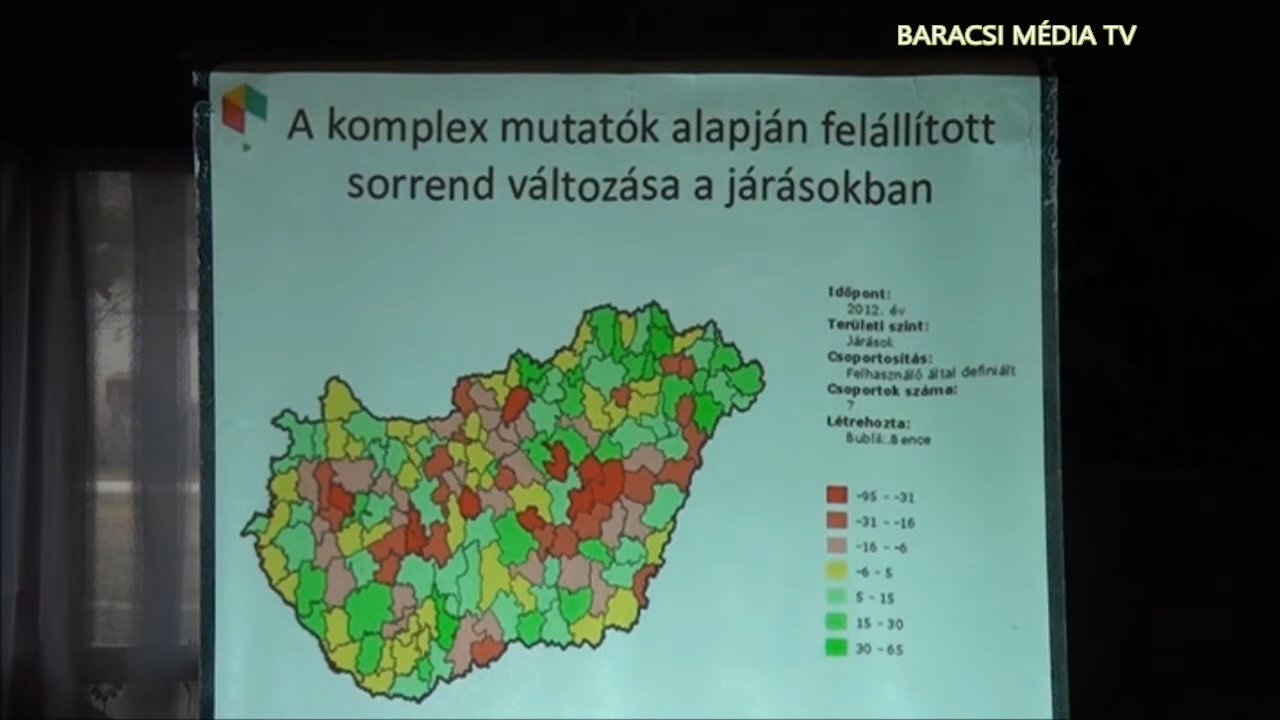 BARACSI MÉDIA TV
A komplex mutatók alapján felállított
sorrend változása a járásokban
Időpont:
2012. év
Területi szint:
Járások
Csoportosítás:
Felhasználó által definiált
Csoportok száma:
7
Létrehozta:
Bublik.Bence
-95 - -31
-31 - -16
-16 - -6
-6 - 5
5 - 15
15 - 30
30 - 65